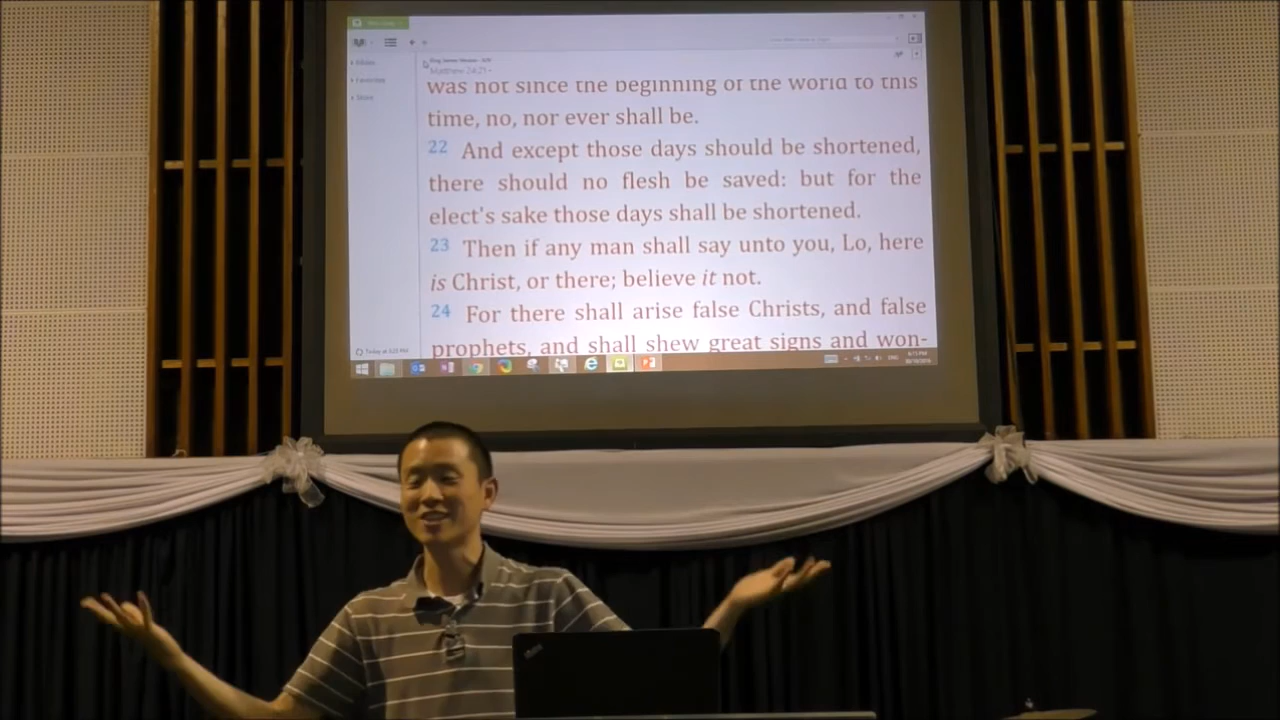 Matthew 24:21
was not since the beginning of the world to this
time, no, nor ever shall be.
22 And except those days should be shortened,
there should no flesh be saved: but for the
elect's sake those days shall be shortened.
23 Then if any man shall say unto you, Lo, here
is Christ, or there; believe it not.
24 For there shall arise false Christs, and false
prophets, and shall shew great signs and won-